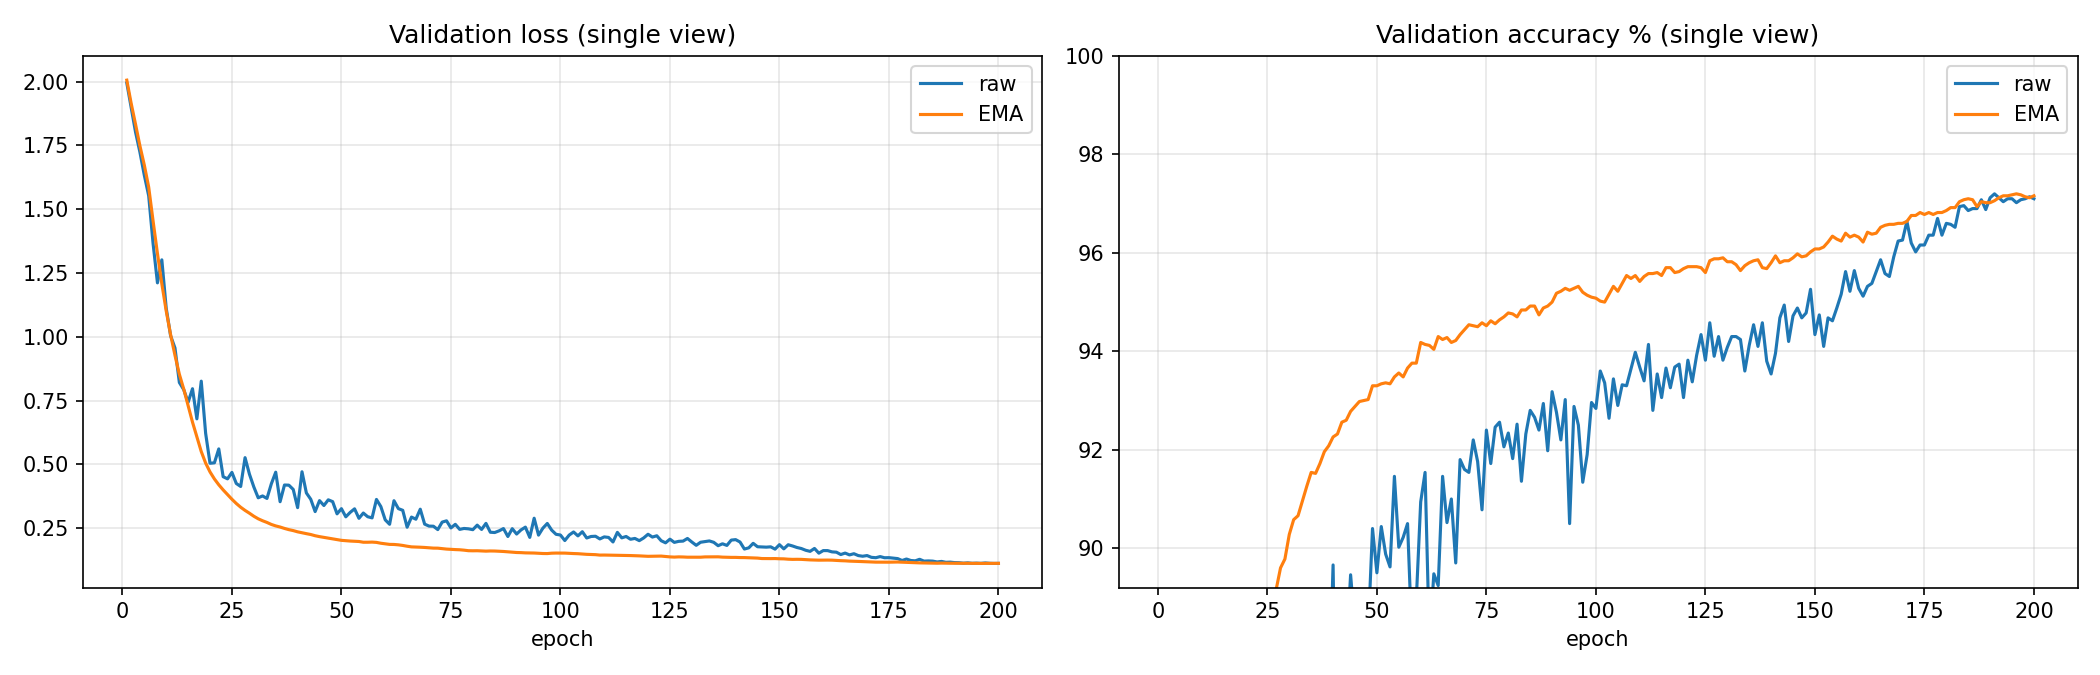 Validation loss (single view)
2.00
1.75
1.50
1.25
1.00
0.75
0.50
0.25
0 25 50 75 100 125 150 175 200
epoch
raw
EMA
Validation accuracy % (single view)
100
98
96
94
92
90
0 25 50 75 100 125 150 175 200
epoch
raw
EMA